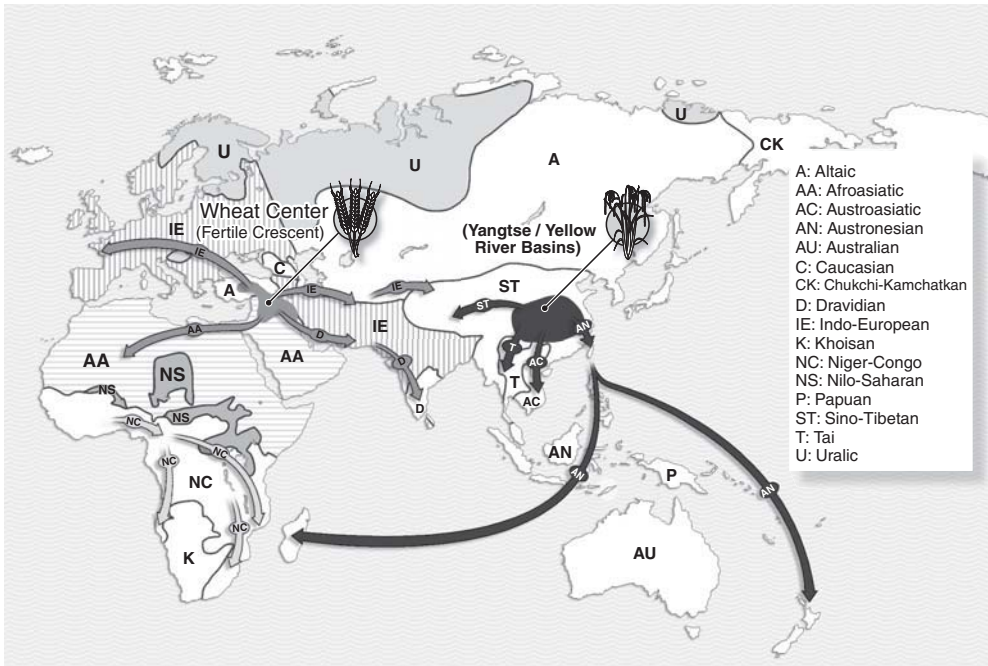 U
U
U
A
CK
Wheat Center
(Fertile Crescent)
IE
IE
(Yangtse / Yellow
River Basins)
C
A
IE
IE
ST
ST
AA
D
IE
AN
AA
AA
NS
D
T
AC
T
D
AC
NS
NC
NS
NC
NC
NC
NC
K
AN
AN
P
AN
AU
A: Altaic
AA: Afroasiatic
AC: Austroasiatic
AN: Austronesian
AU: Australian
C: Caucasian
CK: Chukchi-Kamchatkan
D: Dravidian
IE: Indo-European
K: Khoisan
NC: Niger-Congo
NS: Nilo-Saharan
P: Papuan
ST: Sino-Tibetan
T: Tai
U: Uralic